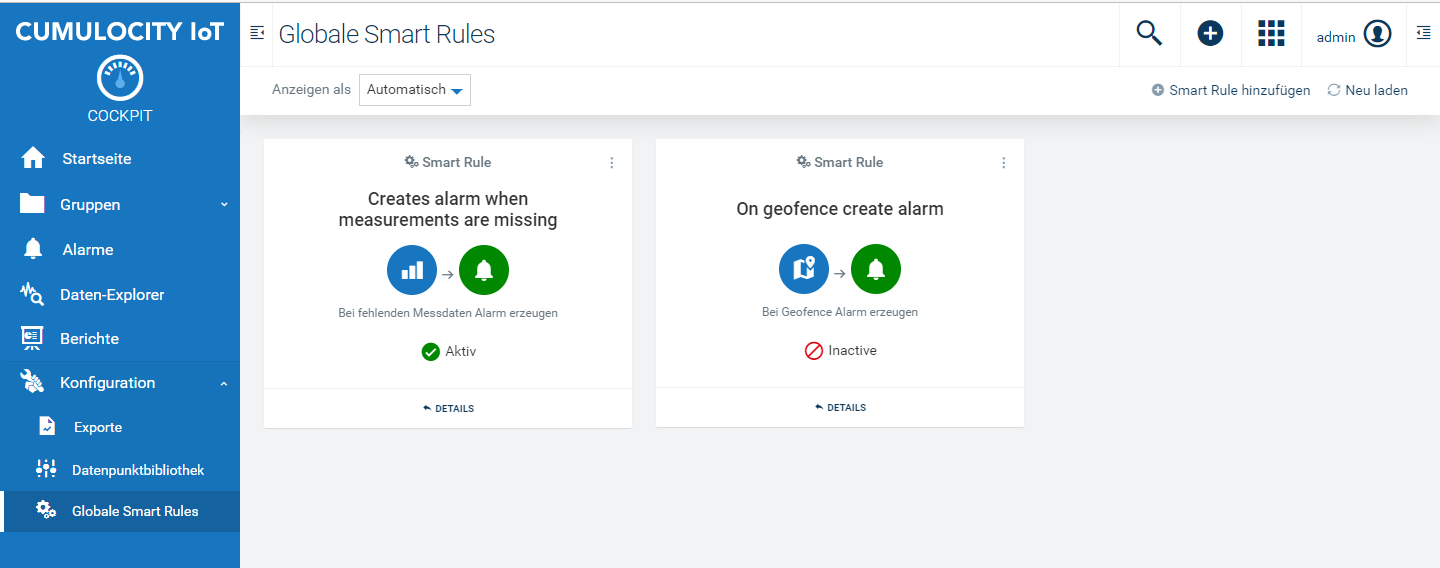 CUMULOCITY IoT
COCKPIT
Startseite
Gruppen
Alarme
Daten-Explorer
Berichte
Konfiguration
Exporte
Datenpunktbibliothek
Globale Smart Rules
Globale Smart Rules
admin
Anzeigen als Automatisch
Smart Rule hinzufügen Neu laden
Smart Rule
Creates alarm when
measurements are missing
Bei fehlenden Messdaten Alarm erzeugen
Aktiv
DETAILS
Smart Rule
On geofence create alarm
Bei Geofence Alarm erzeugen
Inactive
DETAILS